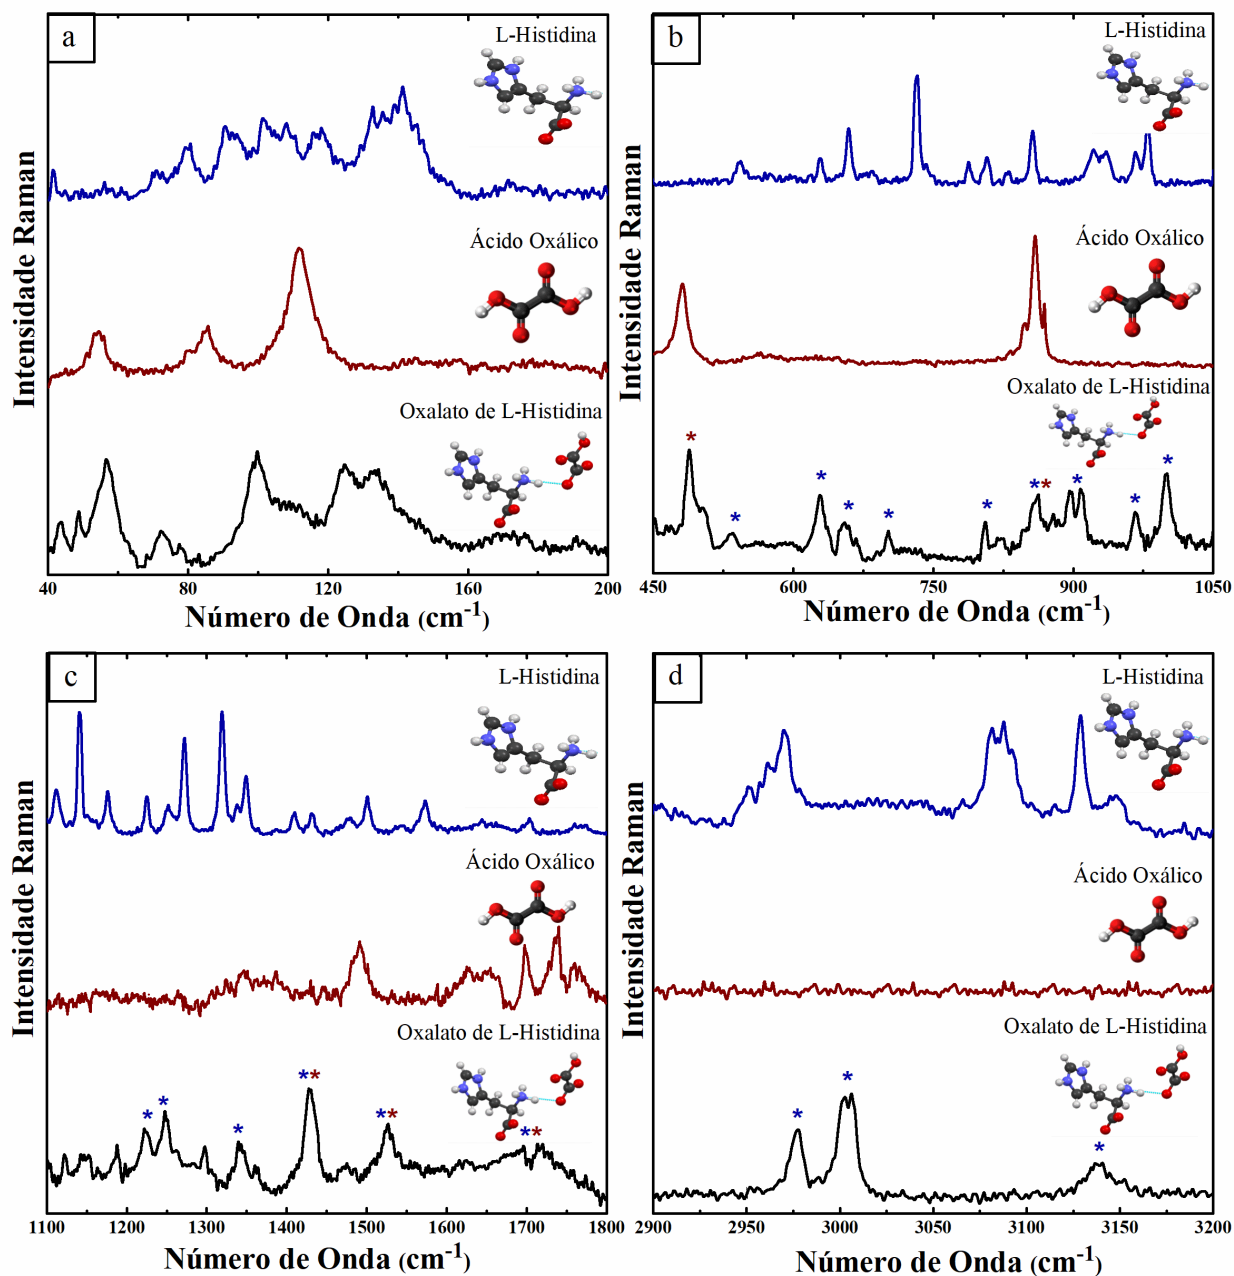 a
L-Histidina
Ácido Oxálico
Oxalato de L-Histidina
Intensidade Raman
40 80 120 160 200
Número de Onda (cm-1)
b
L-Histidina
Ácido Oxálico
Oxalato de L-Histidina
* * * * * * ** * * *
Intensidade Raman
450 600 750 900 1050
Número de Onda (cm-1)
c
L-Histidina
Ácido Oxálico
Oxalato de L-Histidina
* * * ** ** **
Intensidade Raman
1100 1200 1300 1400 1500 1600 1700 1800
Número de Onda (cm-1)
d
L-Histidina
Ácido Oxálico
Oxalato de L-Histidina
* * *
Intensidade Raman
2900 2950 3000 3050 3100 3150 3200
Número de Onda (cm-1)